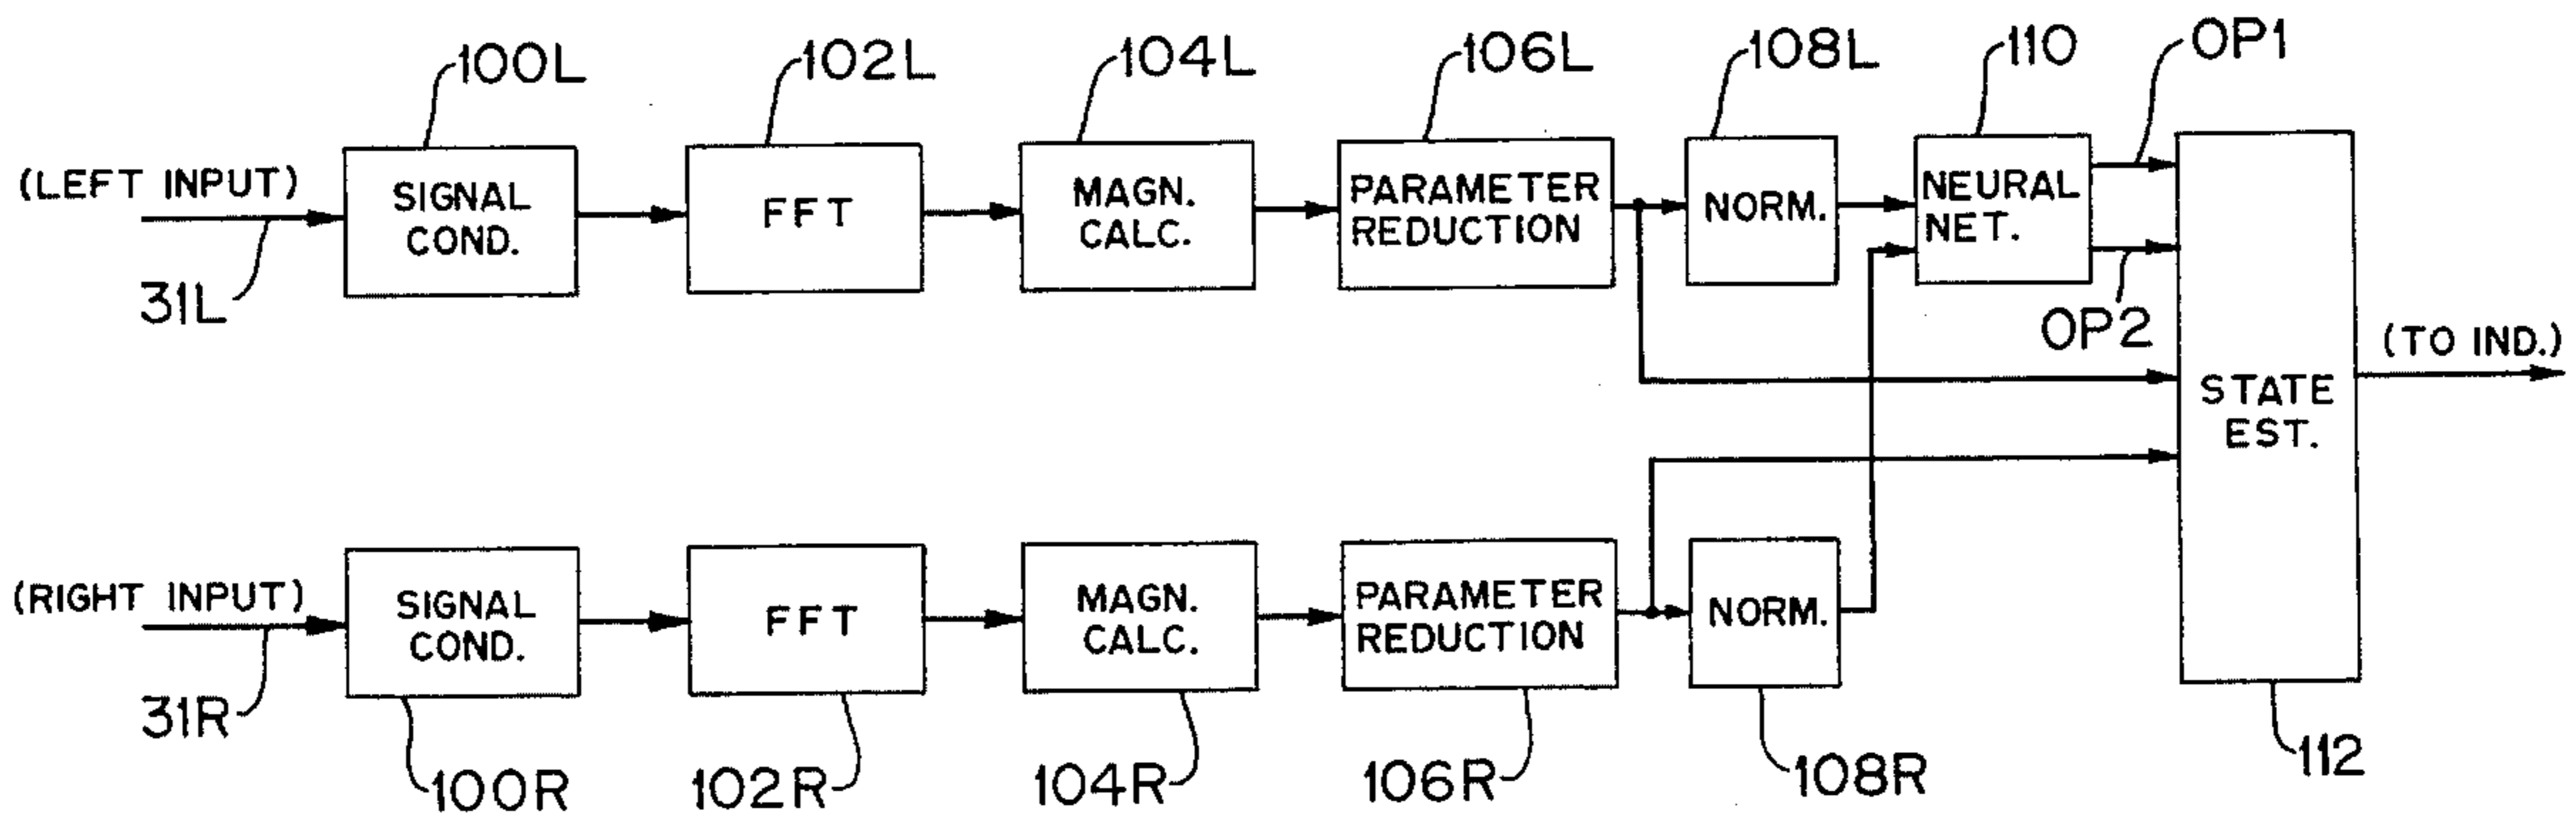 100L
102L
104L
106L
108L
110
OP1
(LEFT INPUT)
SIGNAL
COND.
FFT
MAGN.
CALC.
PARAMETER
REDUCTION
NORM.
NEURAL
NET.
31L
OP2
(TO IND.)
STATE
EST.
(RIGHT INPUT)
SIGNAL
COND.
FFT
MAGN.
CALC.
PARAMETER
REDUCTION
NORM.
31R
100R
102R
104R
106R
108R
112